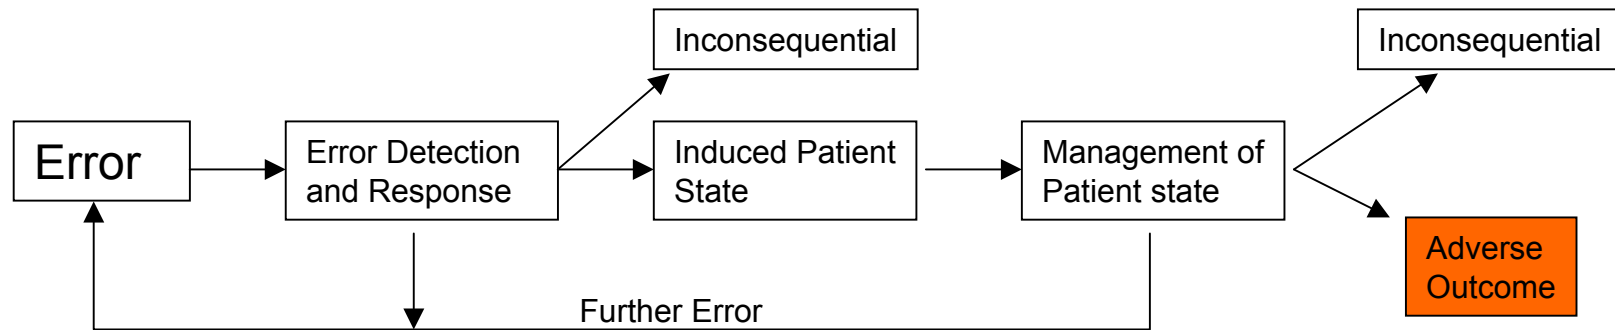 Inconsequential
Inconsequential
Error
Error Detection
and Response
Induced Patient
State
Management of
Patient state
Adverse
Outcome
Further Error